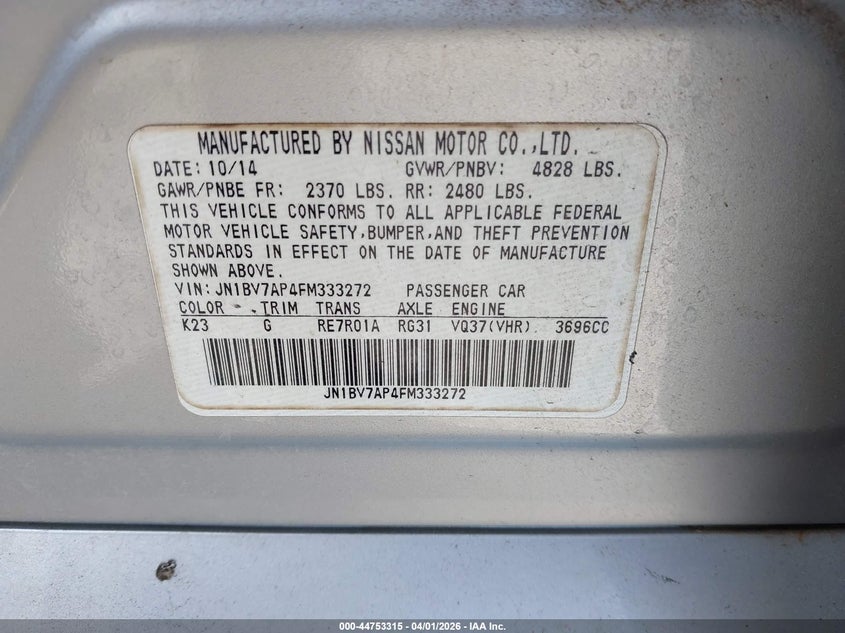 MANUFACTURED BY NISSAN MOTOR CO.,LTD.
DATE: 10/14 GVWR/PNBV: 4828 LBS.
GAWR/PNBE FR: 2370 LBS. RR: 2480 LBS.
THIS VEHICLE CONFORMS TO ALL APPLICABLE FEDERAL
MOTOR VEHICLE SAFETY,BUMPER,AND THEFT PREVENTION
STANDARDS IN EFFECT ON THE DATE OF MANUFACTURE
SHOWN ABOVE.
VIN: JN1BV7AP4FM333272 PASSENGER CAR
COLOR TRIM TRANS AXLE ENGINE
K23 G RE7R01A RG31 VQ37(VHR) 3696CC
JN1BV7AP4FM333272
000-44753315 | 04/01/2026 | IAA Inc.